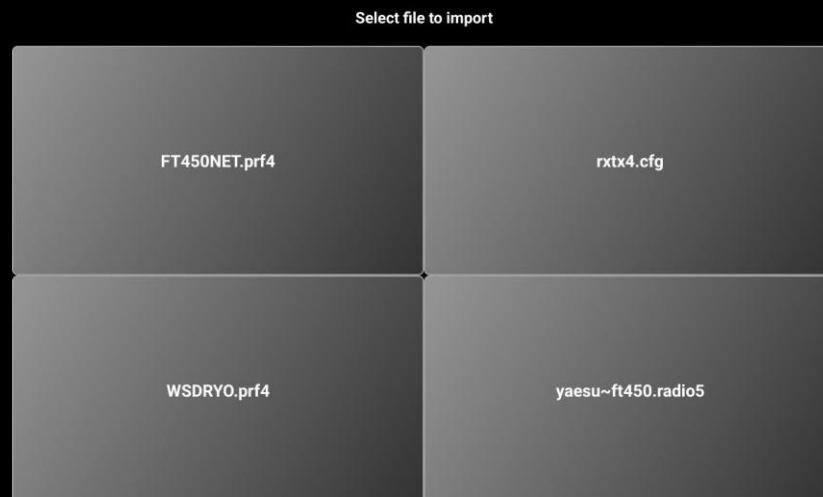 Select file to import
FT450NET.prf4
rxtx4.cfg
WSDRYO.prf4
yaesu~ft450.radio5